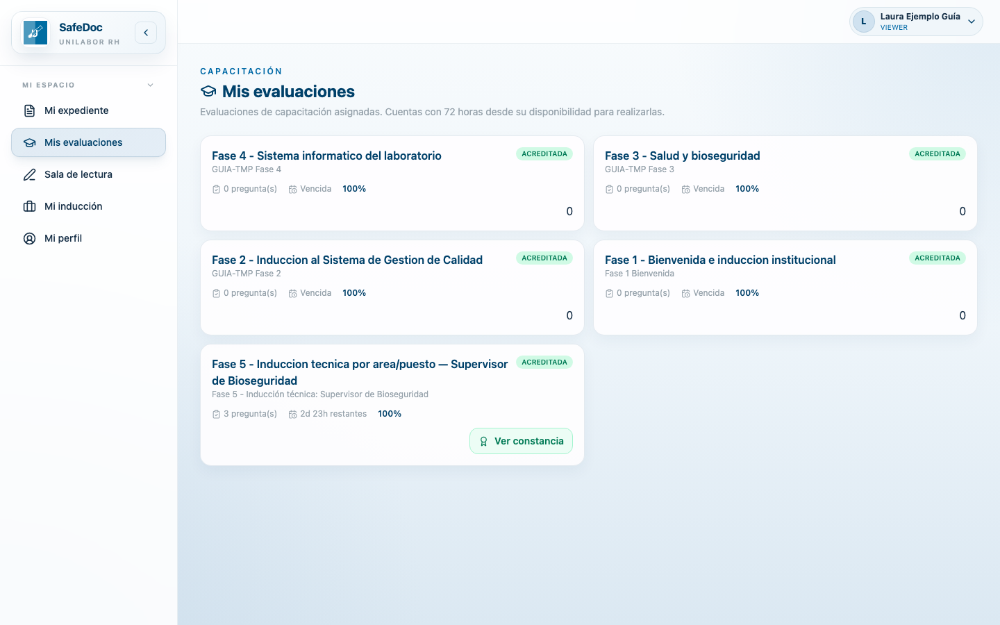 SafeDoc
UNILABOR RH
MI ESPACIO
Mi expediente
Mis evaluaciones
Sala de lectura
Mi inducción
Mi perfil
L
Laura Ejemplo Guía
VIEWER
CAPACITACIÓN
Mis evaluaciones
Evaluaciones de capacitación asignadas. Cuentas con 72 horas desde su disponibilidad para realizarlas.
Fase 4 - Sistema informatico del laboratorio
ACREDITADA
GUIA-TMP Fase 4
0 pregunta(s) Vencida 100%
0
Fase 3 - Salud y bioseguridad
ACREDITADA
GUIA-TMP Fase 3
0 pregunta(s) Vencida 100%
0
Fase 2 - Induccion al Sistema de Gestion de Calidad
ACREDITADA
GUIA-TMP Fase 2
0 pregunta(s) Vencida 100%
0
Fase 1 - Bienvenida e induccion institucional
ACREDITADA
Fase 1 Bienvenida
0 pregunta(s) Vencida 100%
0
Fase 5 - Induccion tecnica por area/puesto — Supervisor
de Bioseguridad
ACREDITADA
Fase 5 - Inducción técnica: Supervisor de Bioseguridad
3 pregunta(s) 2d 23h restantes 100%
Ver constancia